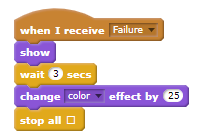 when I receive Failure
show
wait 3 secs
change color effect by 25
stop all